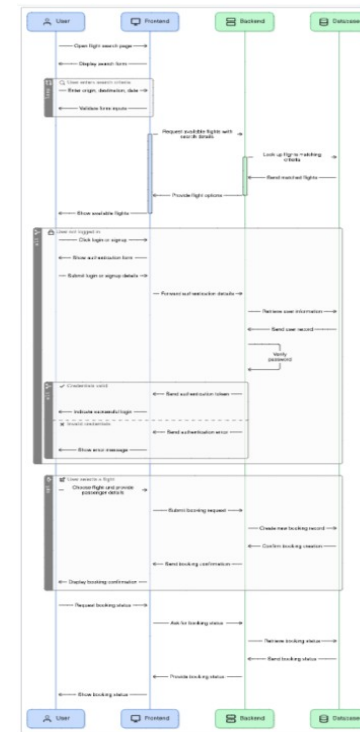 User Frontend Backend Database
Open flight search page
Display search form
User enters search criteria
Enter origin, destination, date
Validate form inputs
Request available flights with
search details
Look up flights matching
criteria
Send matched flights
Provide flight options
Show available flights
User not logged in
Click login or signup
Show authentication form
Submit login or signup details
Forward authentication details
Retrieve user information
Send user record
Verify
password
Credentials valid
Send authentication token
Indicate successful login
Invalid credentials
Send authentication error
Show error message
User selects a flight
Choose flight and provide
passenger details
Submit booking request
Create new booking record
Confirm booking creation
Send booking confirmation
Display booking confirmation
Request booking status
Ask for booking status
Retrieve booking status
Send booking status
Provide booking status
Show booking status
User Frontend Backend Database